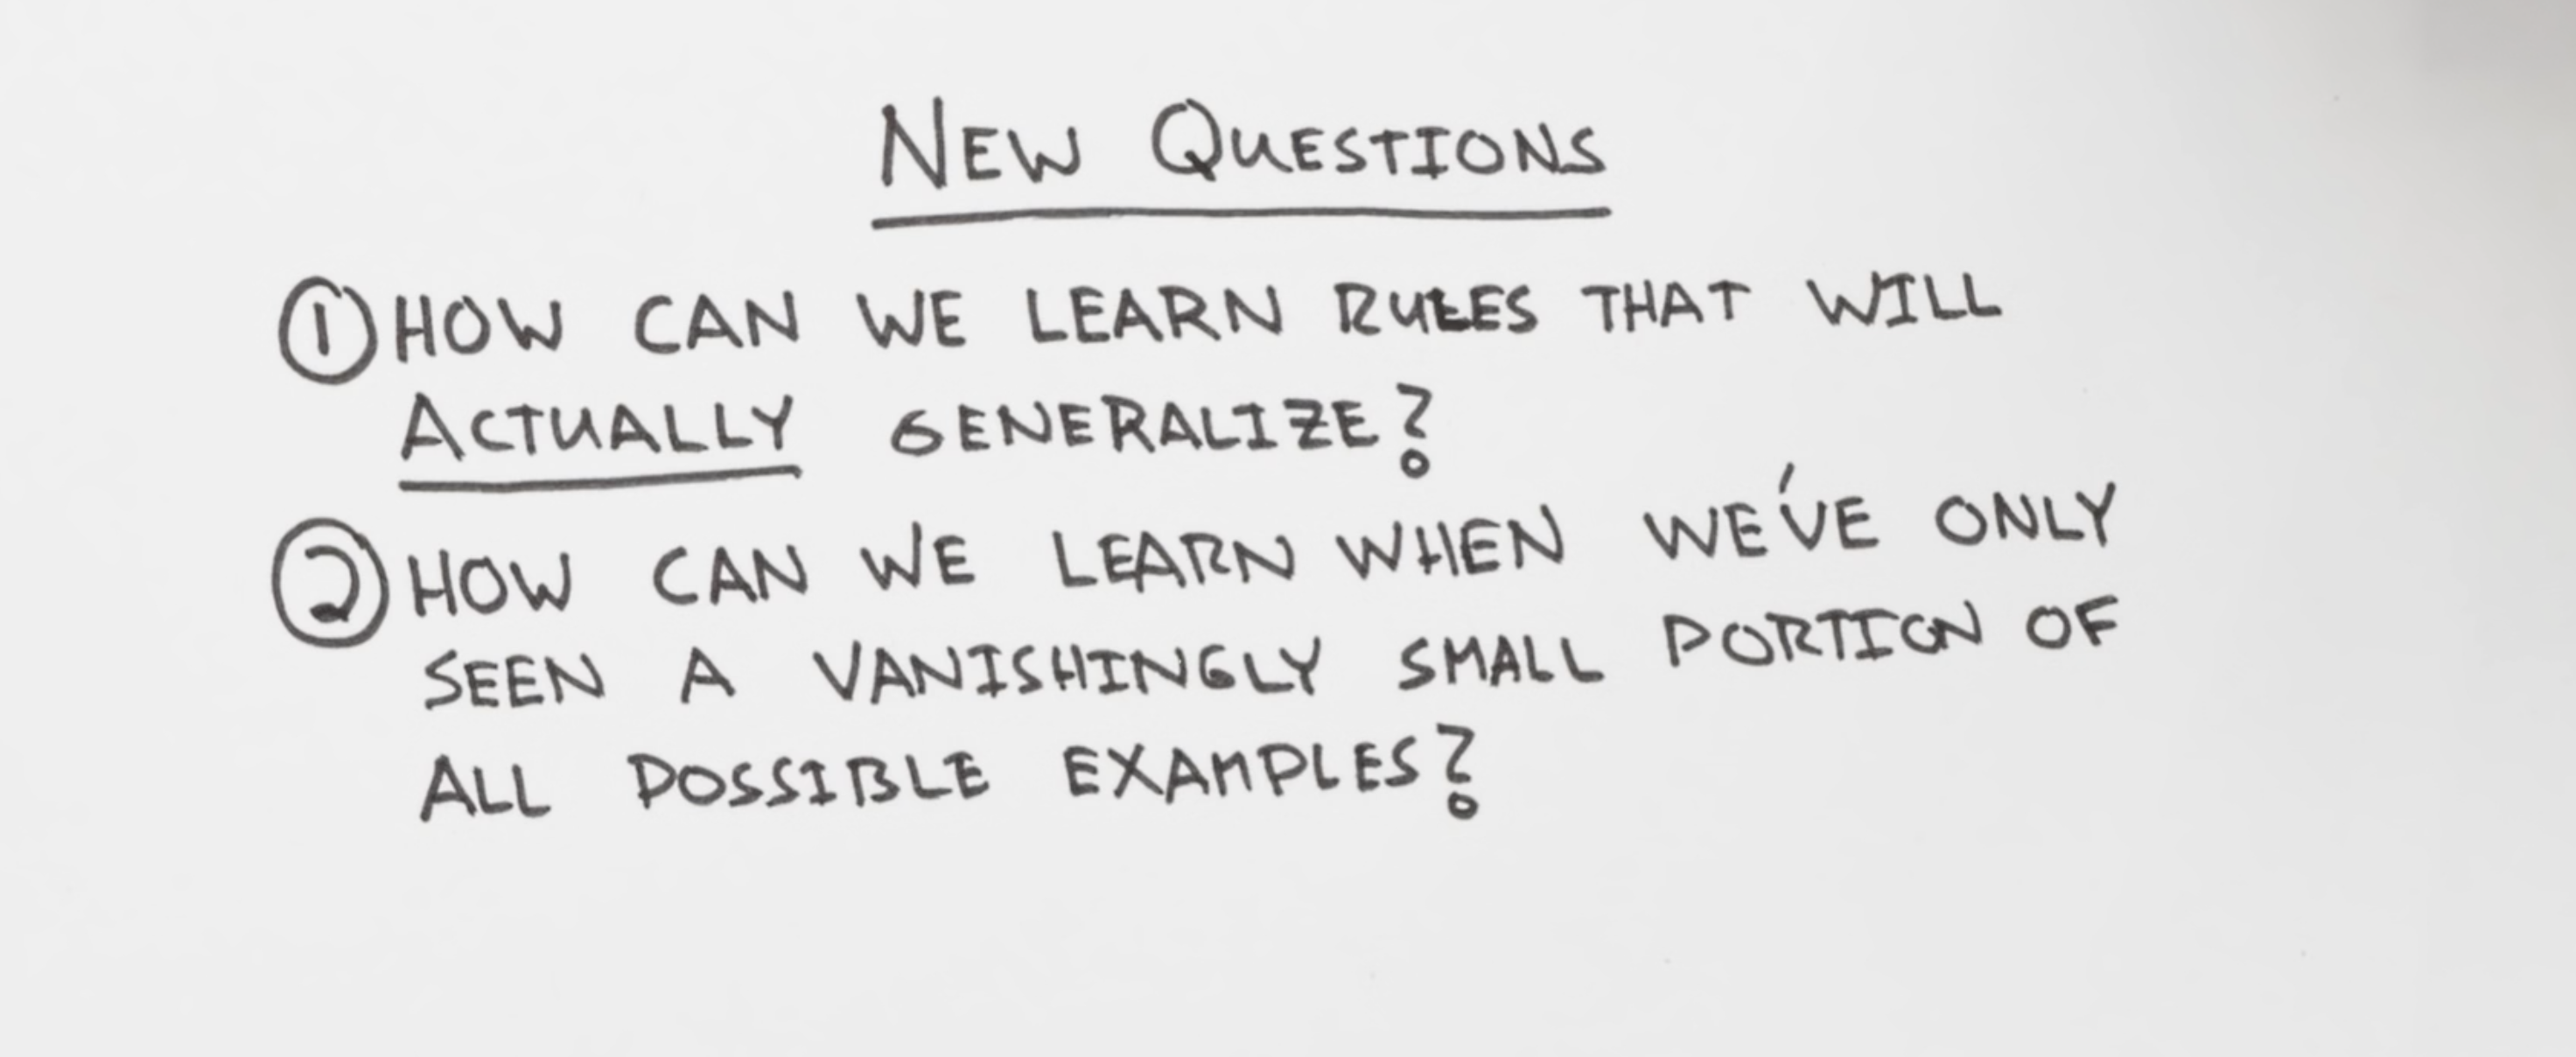 NEW QUESTIONS
① HOW CAN WE LEARN RULES THAT WILL
ACTUALLY GENERALIZE?
② HOW CAN WE LEARN WHEN WE'VE ONLY
SEEN A VANISHINGLY SMALL PORTION OF
ALL POSSIBLE EXAMPLES?